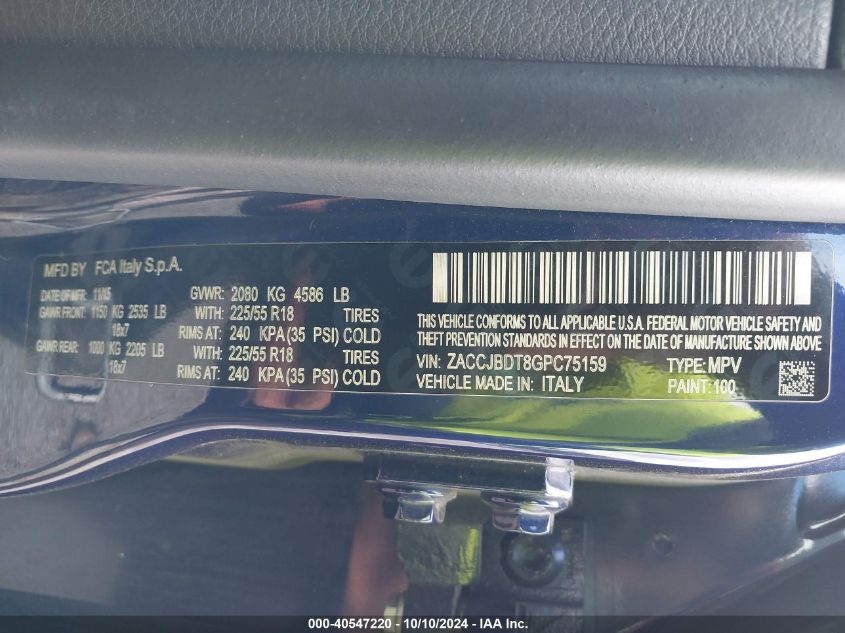 MFD BY FCA Italy S.p.A.
DATE OF MFR: 11/15 GVWR: 2080 KG 4586 LB
GAWR FRONT: 1150 KG 2535 LB WITH: 225/55 R18 TIRES
18x7 RIMS AT: 240 KPA (35 PSI) COLD
GAWR REAR: 1000 KG 2205 LB WITH: 225/55 R18 TIRES
18x7 RIMS AT: 240 KPA (35 PSI) COLD
THIS VEHICLE CONFORMS TO ALL APPLICABLE U.S.A. FEDERAL MOTOR VEHICLE SAFETY AND
THEFT PREVENTION STANDARDS IN EFFECT ON THE DATE OF MANUFACTURE SHOWN ABOVE
VIN: ZACCJBDT8GPC75159 TYPE: MPV
VEHICLE MADE IN: ITALY PAINT: 100
000-40547220 - 10/10/2024 - IAA Inc.